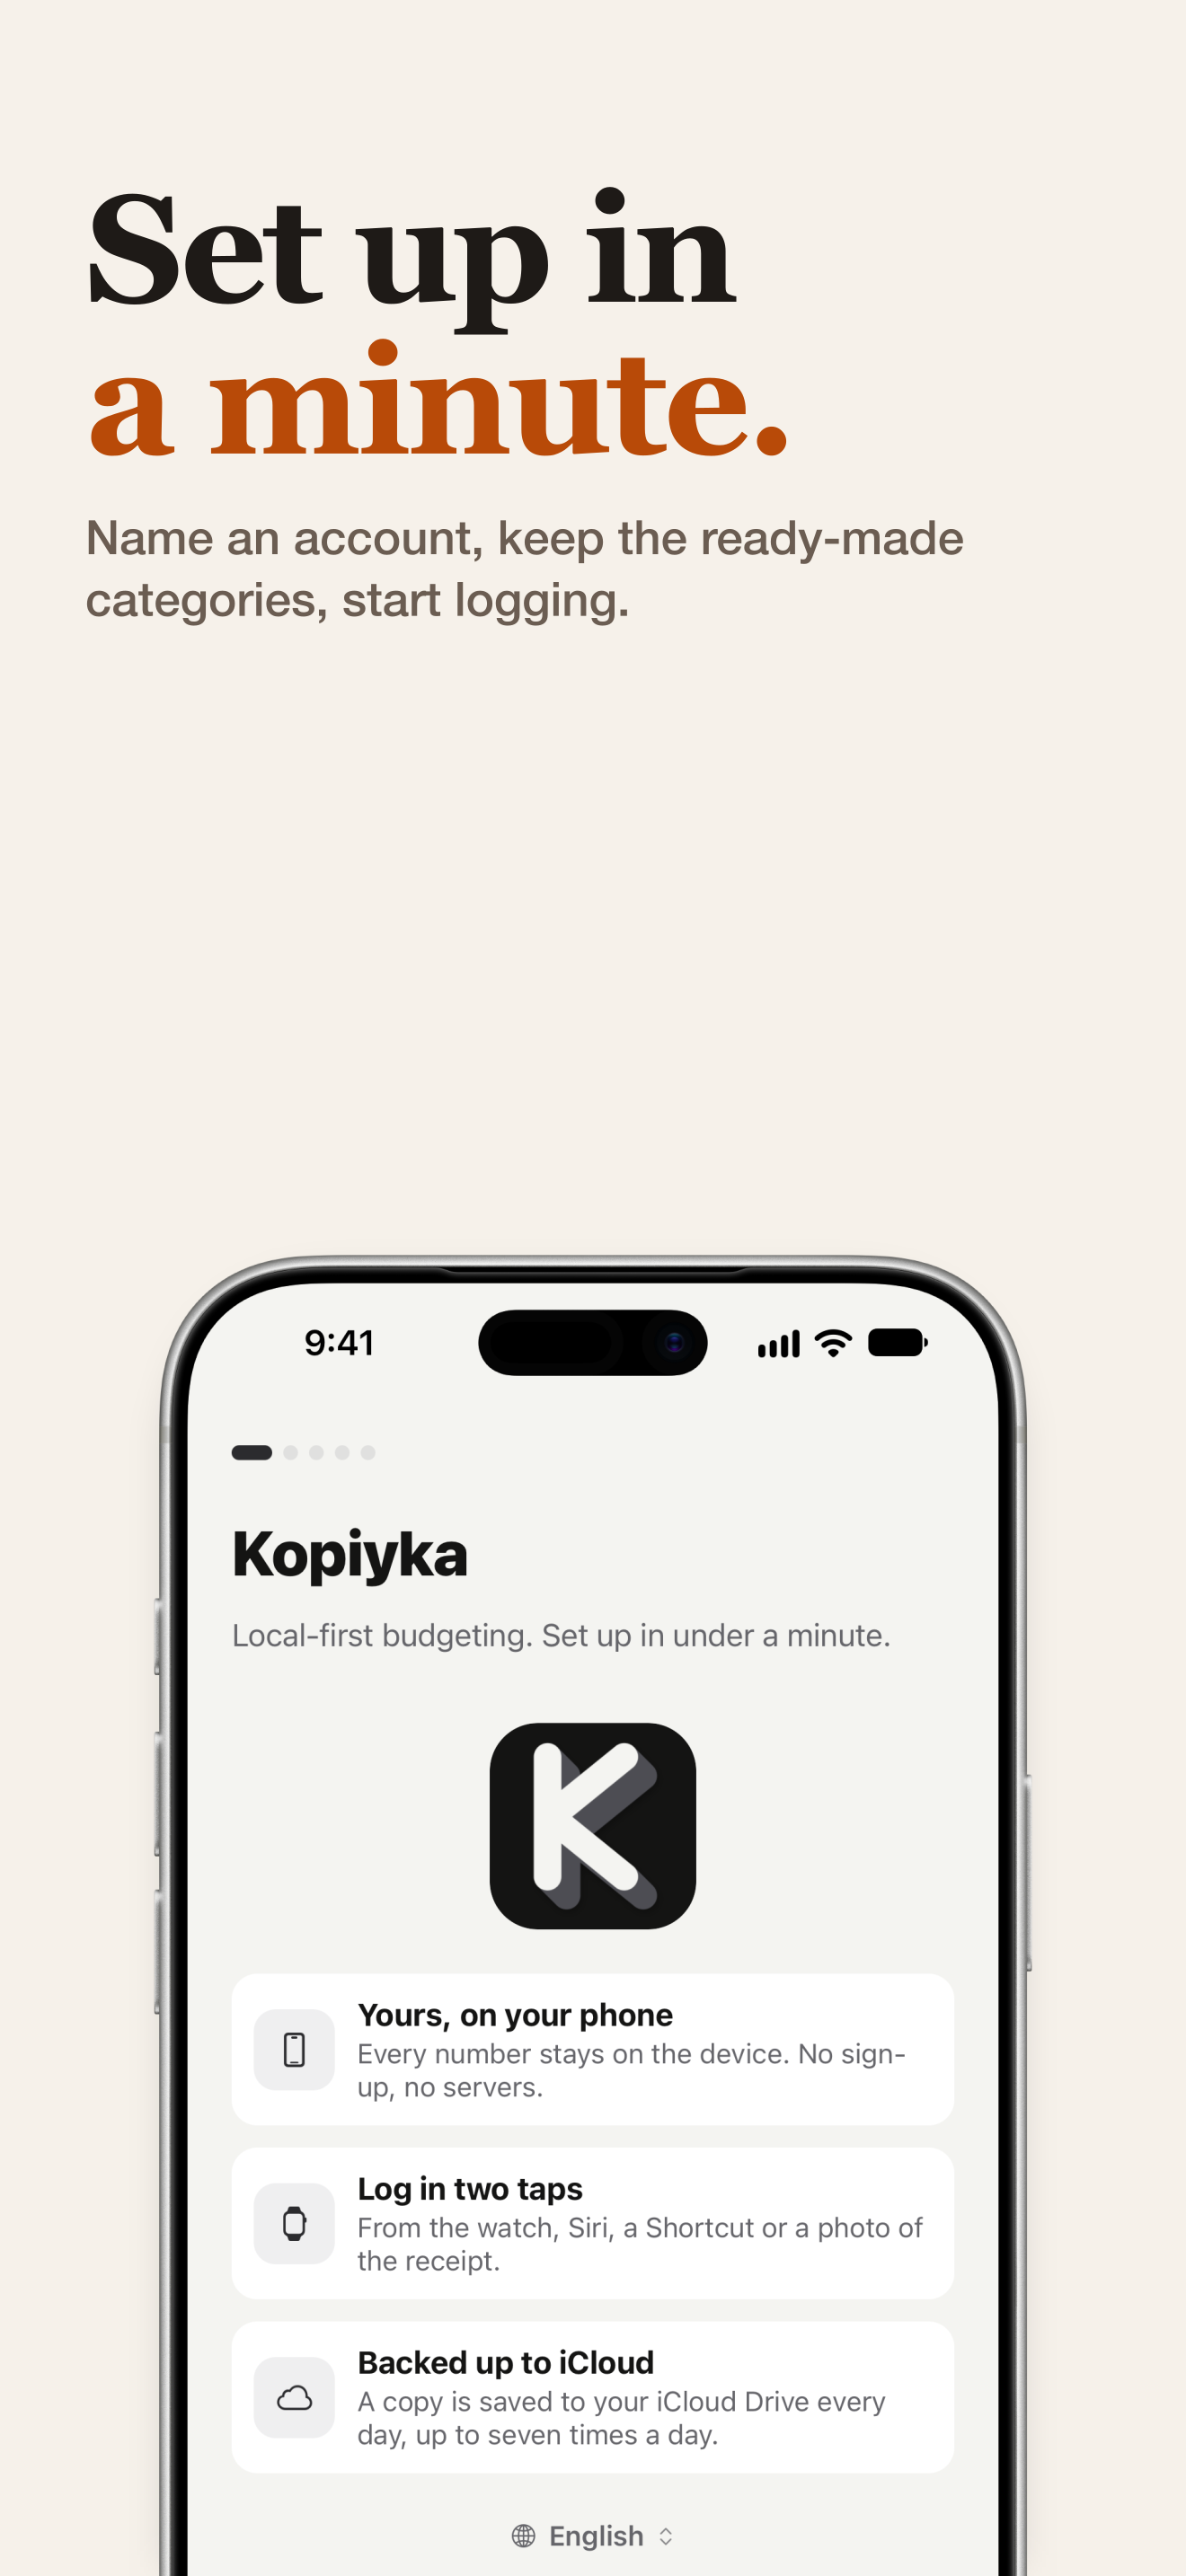 Set up in
a minute.
Name an account, keep the ready-made
categories, start logging.
9:41
Kopiyka
Local-first budgeting. Set up in under a minute.
K
Yours, on your phone
Every number stays on the device. No sign-
up, no servers.
Log in two taps
From the watch, Siri, a Shortcut or a photo of
the receipt.
Backed up to iCloud
A copy is saved to your iCloud Drive every
day, up to seven times a day.
English